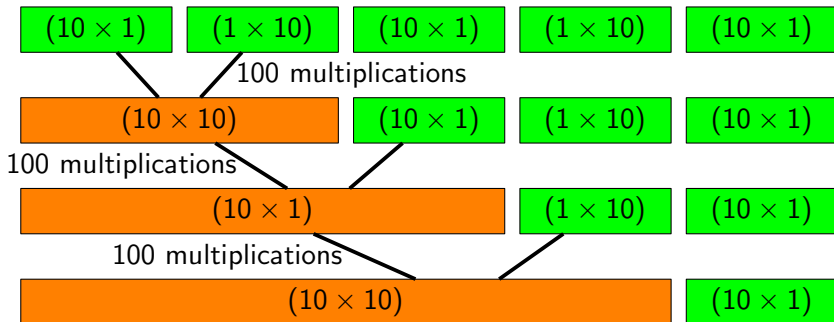 (10 × 1) (1 × 10) (10 × 1) (1 × 10) (10 × 1)
100 multiplications
(10 × 10) (10 × 1) (1 × 10) (10 × 1)
100 multiplications
(10 × 1) (1 × 10) (10 × 1)
100 multiplications
(10 × 10) (10 × 1)